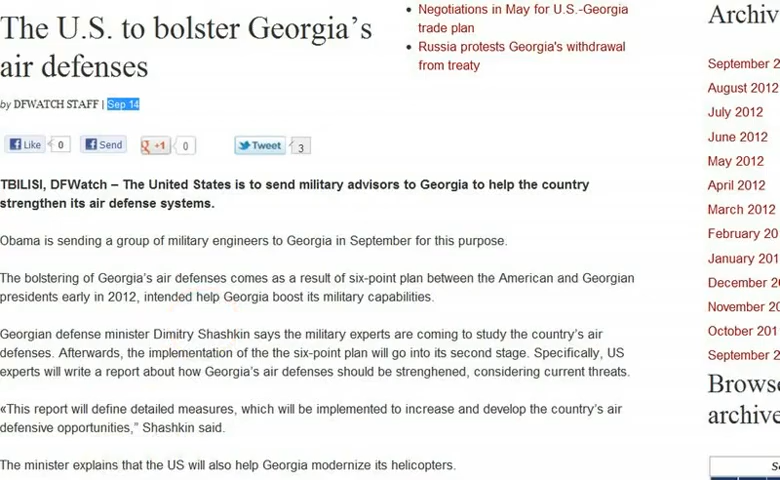 The U.S. to bolster Georgia’s
air defenses
by DFWATCH STAFF | Sep 14
Like 0 Send +1 0 Tweet 3
TBILISI, DFWatch – The United States is to send military advisors to Georgia to help the country
strengthen its air defense systems.
Obama is sending a group of military engineers to Georgia in September for this purpose.
The bolstering of Georgia’s air defenses comes as a result of six-point plan between the American and Georgian
presidents early in 2012, intended help Georgia boost its military capabilities.
Georgian defense minister Dimitry Shashkin says the military experts are coming to study the country’s air
defenses. Afterwards, the implementation of the the six-point plan will go into its second stage. Specifically, US
experts will write a report about how Georgia’s air defenses should be strenghened, considering current threats.
«This report will define detailed measures, which will be implemented to increase and develop the country’s air
defensive opportunities,” Shashkin said.
The minister explains that the US will also help Georgia modernize its helicopters.
Negotiations in May for U.S.-Georgia
trade plan
Russia protests Georgia's withdrawal
from treaty
Archiv
September 2
August 2012
July 2012
June 2012
May 2012
April 2012
March 2012
February 20
January 201
December 20
November 20
October 201
September 2
Browse
archive